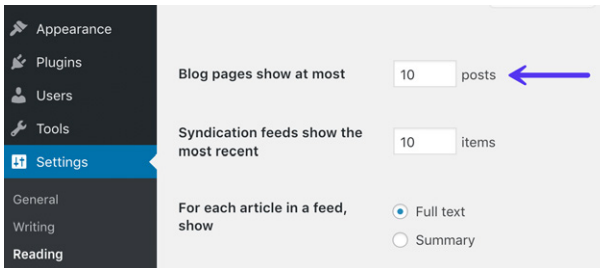 Appearance
Plugins
Users
Tools
Settings
General
Writing
Reading
Blog pages show at most 10 posts
Syndication feeds show the
most recent 10 items
For each article in a feed,
show
Full text
Summary